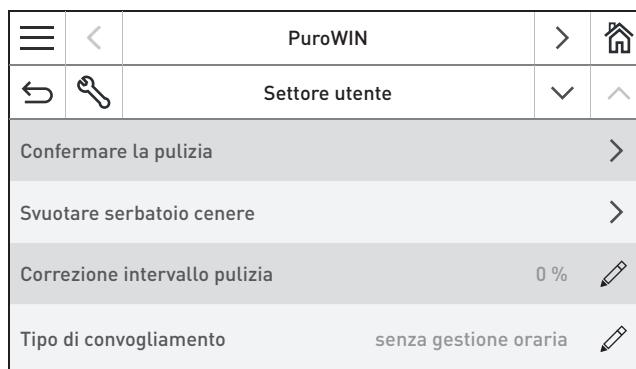 PuroWIN
Settore utente
Confermare la pulizia
Svuotare serbatoio cenere
Correzione intervallo pulizia 0 %
Tipo di convogliamento senza gestione oraria